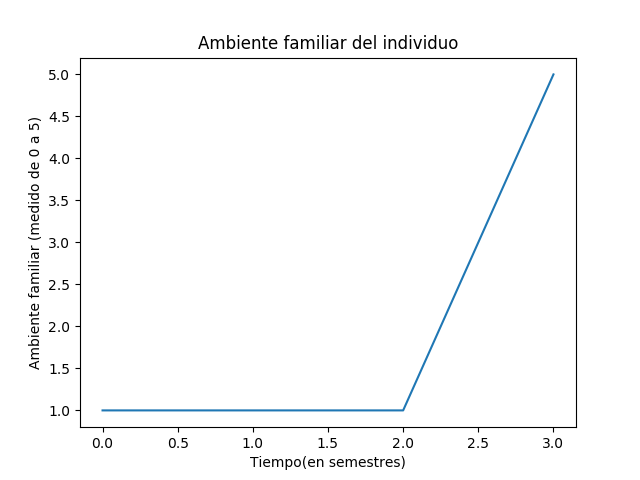 Ambiente familiar del individuo
Ambiente familiar (medido de 0 a 5)
5.0
4.5
4.0
3.5
3.0
2.5
2.0
1.5
1.0
0.0 0.5 1.0 1.5 2.0 2.5 3.0
Tiempo(en semestres)